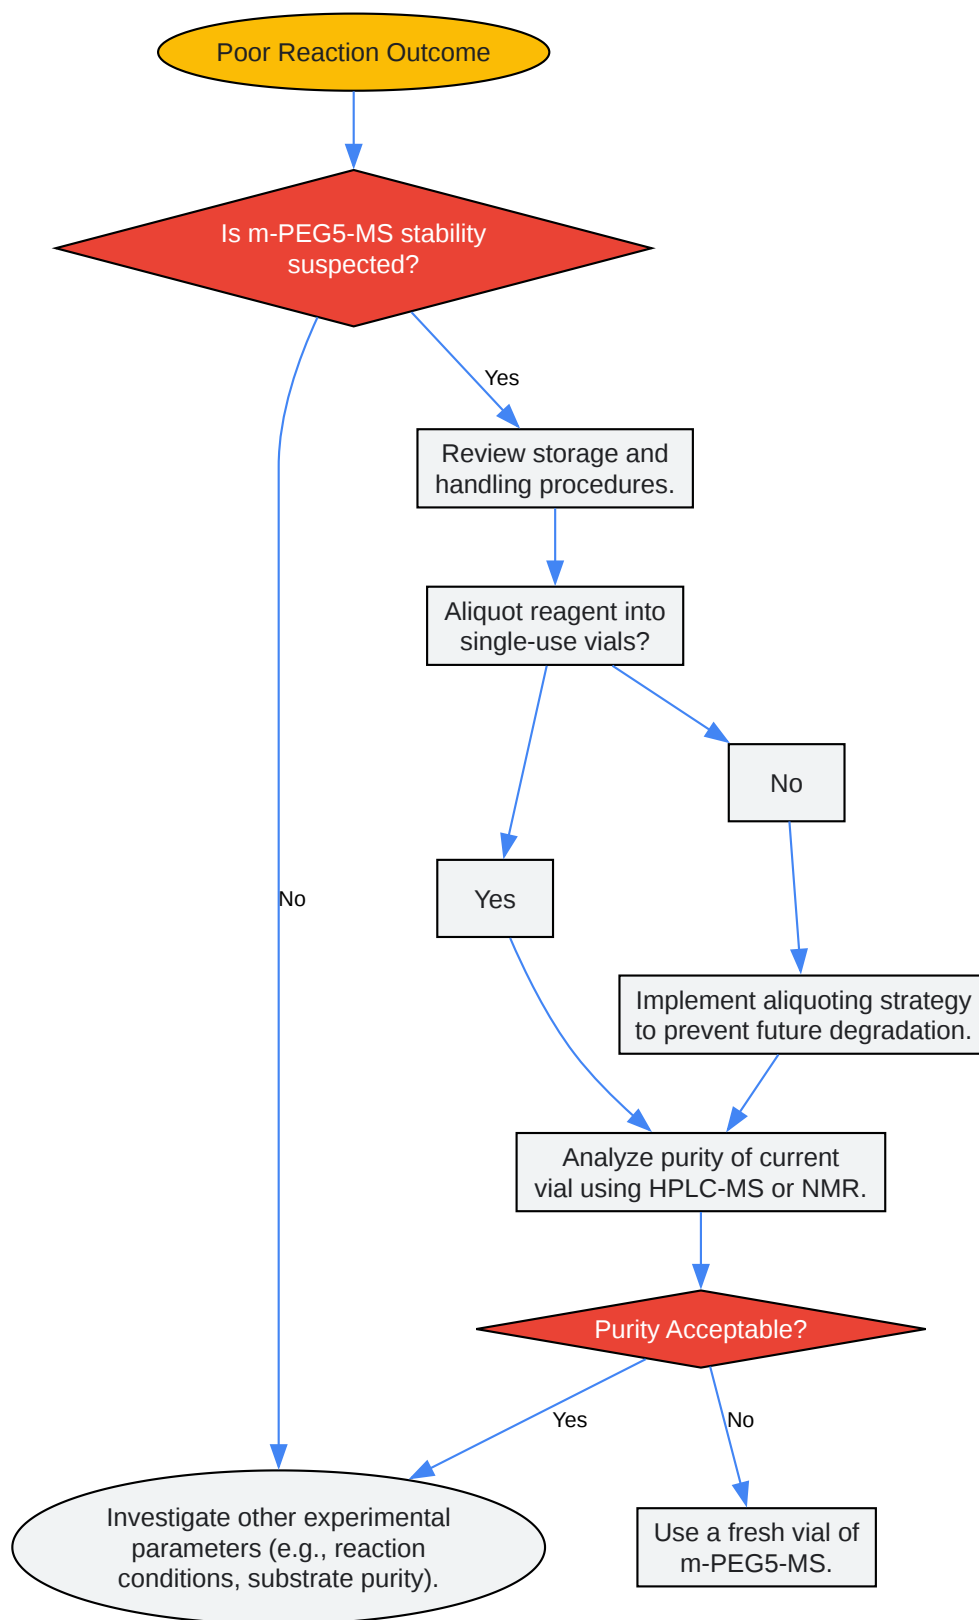 Poor Reaction Outcome
Is m-PEG5-MS stability
suspected?
Yes
Review storage and
handling procedures.
Aliquot reagent into
single-use vials?
No
Yes
No
Implement aliquoting strategy
to prevent future degradation.
Analyze purity of current
vial using HPLC-MS or NMR.
Purity Acceptable?
Yes
No
Investigate other experimental
parameters (e.g., reaction
conditions, substrate purity).
Use a fresh vial of
m-PEG5-MS.